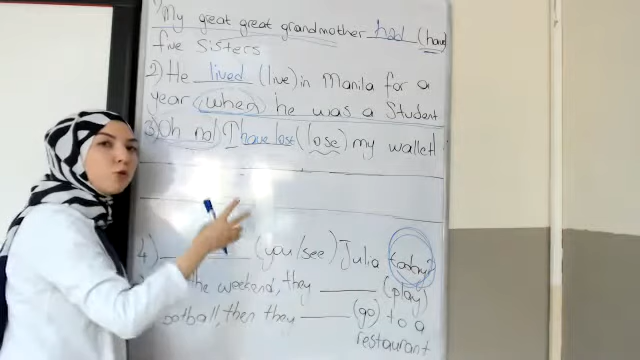 1) My great great grandmother had (have)
five sisters
2) He lived (live) in Manila for a
year (when) he was a student
3) Oh no! I have lose (lose) my wallet!
4) ______ (you/see) Julia today?
the weekend, they ______ (play)
football, then they ______ (go) to a
restaurant